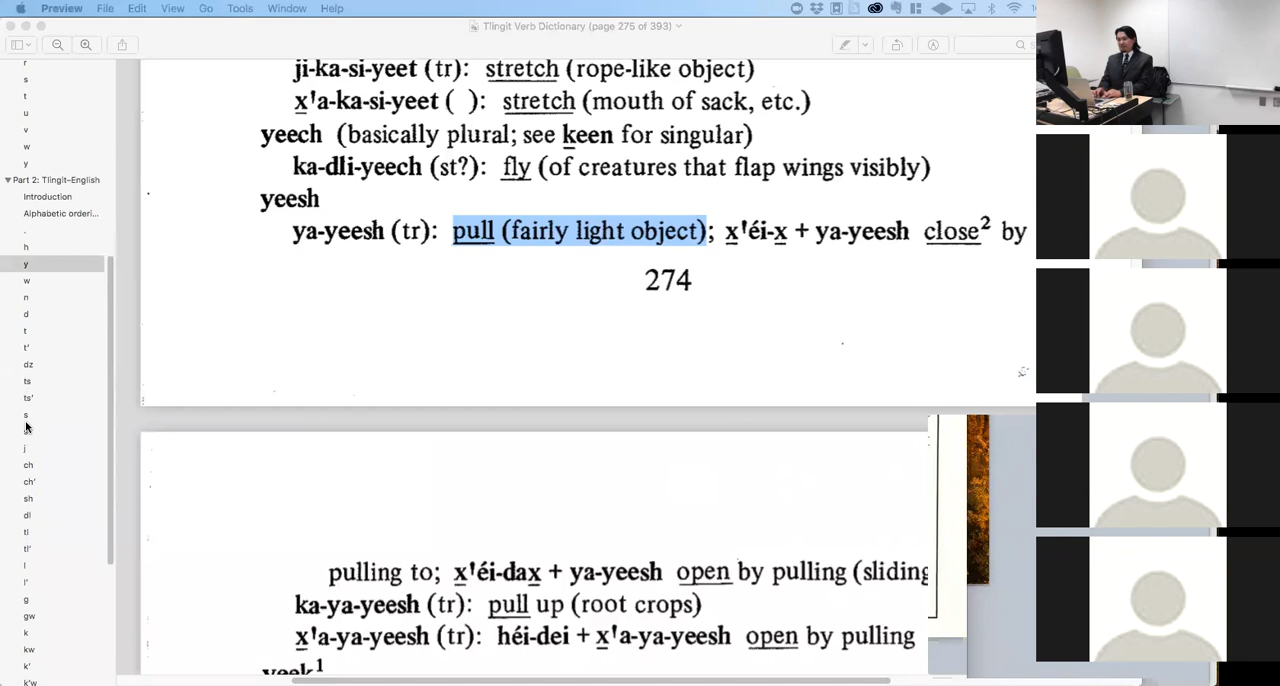 Preview File Edit View Go Tools Window Help
Tlingit Verb Dictionary (page 275 of 393)
r
s
t
u
v
w
y
Part 2: Tlingit-English
Introduction
Alphabetic orderi...
.
h
y
w
n
d
t
t'
dz
ts
ts'
s
j
ch
ch'
sh
dl
tl
tl'
l
l'
g
gw
k
kw
k'
k'w
ji-ka-si-yeet (tr): stretch (rope-like object)
x'a-ka-si-yeet ( ): stretch (mouth of sack, etc.)
yeech (basically plural; see keen for singular)
ka-dli-yeech (st?): fly (of creatures that flap wings visibly)
yeesh
ya-yeesh (tr): pull (fairly light object); x'éi-x + ya-yeesh close2 by
274
pulling to; x'éi-dax + ya-yeesh open by pulling (sliding
ka-ya-yeesh (tr): pull up (root crops)
x'a-ya-yeesh (tr): héi-dei + x'a-ya-yeesh open by pulling
yeek1